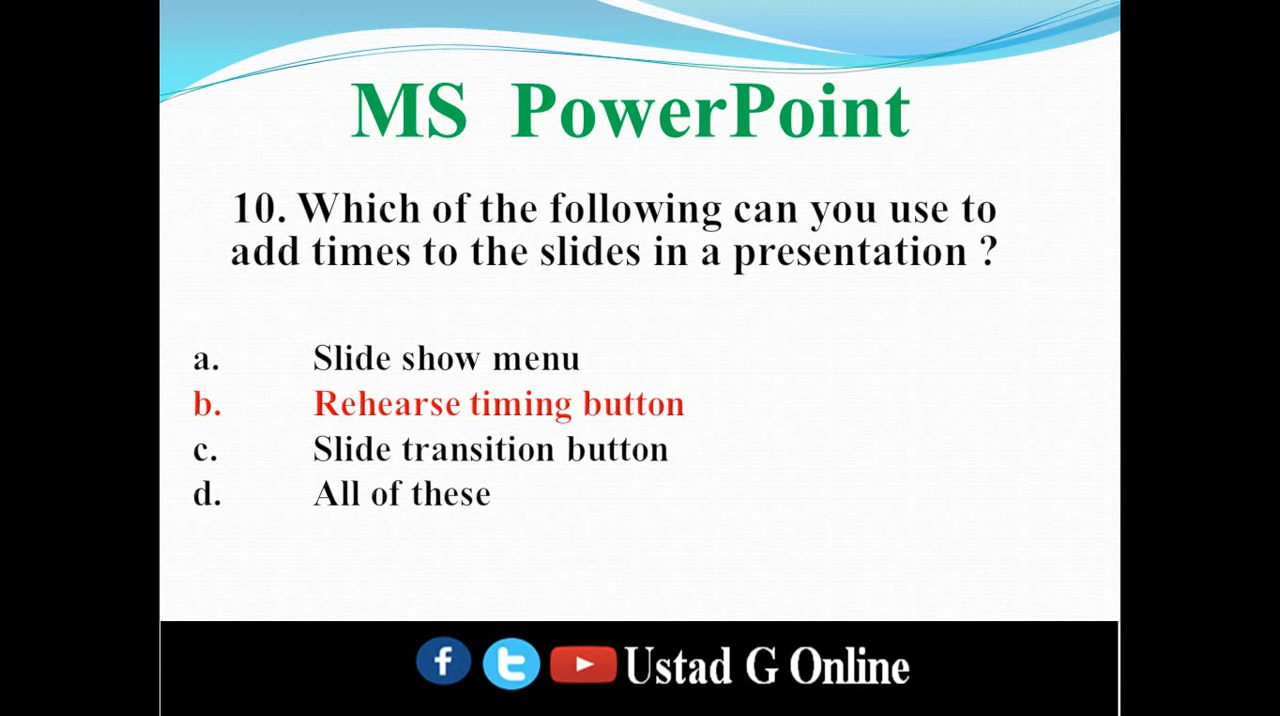 MS PowerPoint
10. Which of the following can you use to
add times to the slides in a presentation ?
a. Slide show menu
b. Rehearse timing button
c. Slide transition button
d. All of these
Ustad G Online